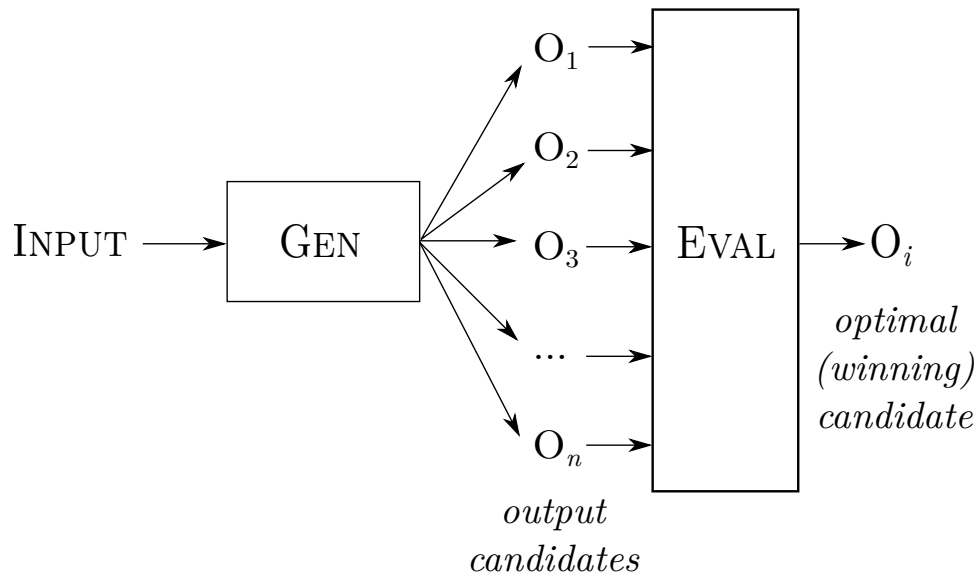 INPUT
GEN
O₁
O₂
O₃
...
Oₙ
output
candidates
EVAL
Oᵢ
optimal
(winning)
candidate